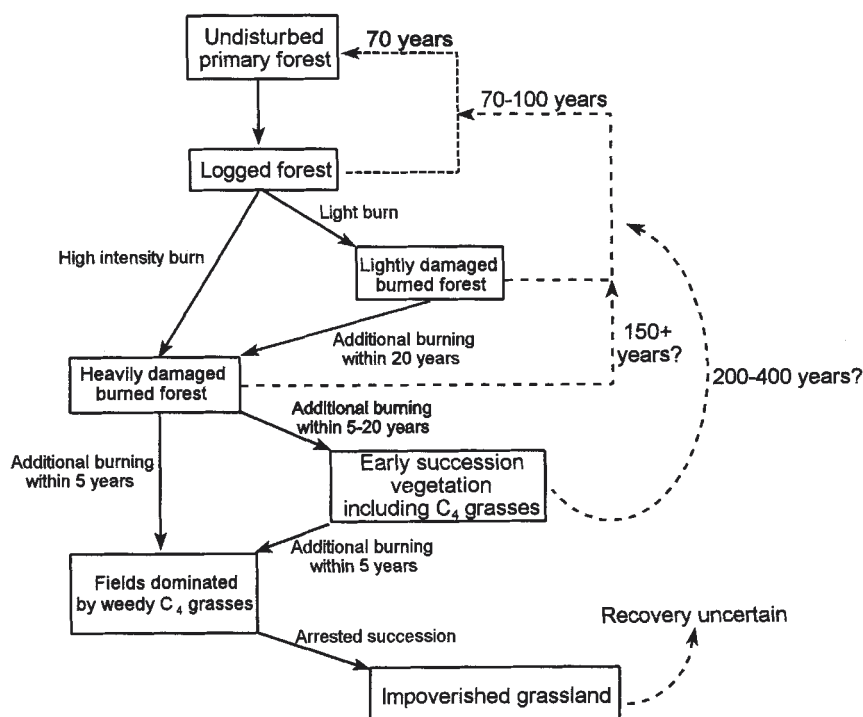 Undisturbed
primary forest
70 years
70-100 years
Logged forest
Light burn
High intensity burn
Lightly damaged
burned forest
Additional burning
within 20 years
150+
years?
200-400 years?
Heavily damaged
burned forest
Additional burning
within 5-20 years
Additional burning
within 5 years
Early succession
vegetation
including C₄ grasses
Additional burning
within 5 years
Fields dominated
by weedy C₄ grasses
Recovery uncertain
Arrested succession
Impoverished grassland